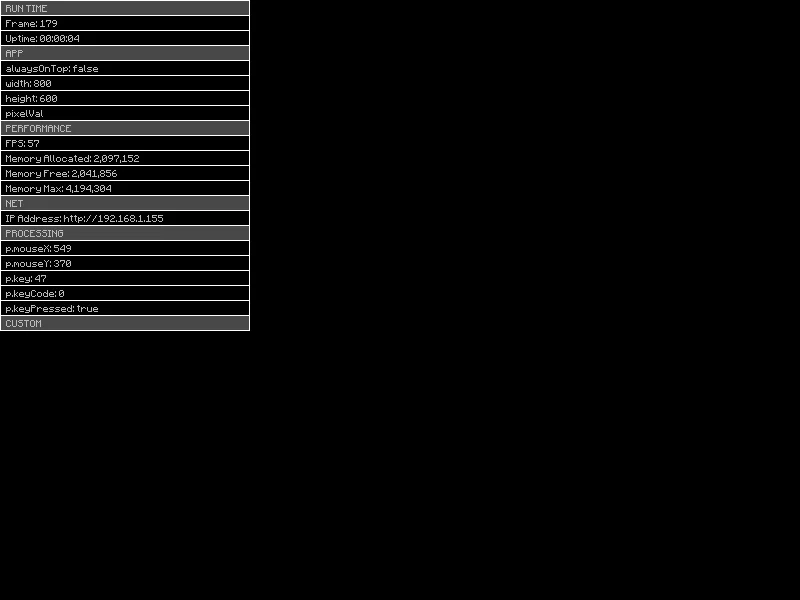 RUN TIME
Frame: 179
Uptime: 00:00:04
APP
alwaysOnTop: false
width: 800
height: 600
pixelVal
PERFORMANCE
FPS: 57
Memory Allocated: 2,097,152
Memory Free: 2,041,856
Memory Max: 4,194,304
NET
IP Address: http://192.168.1.155
PROCESSING
p.mouseX: 549
p.mouseY: 370
p.key: 47
p.keyCode: 0
p.keyPressed: true
CUSTOM